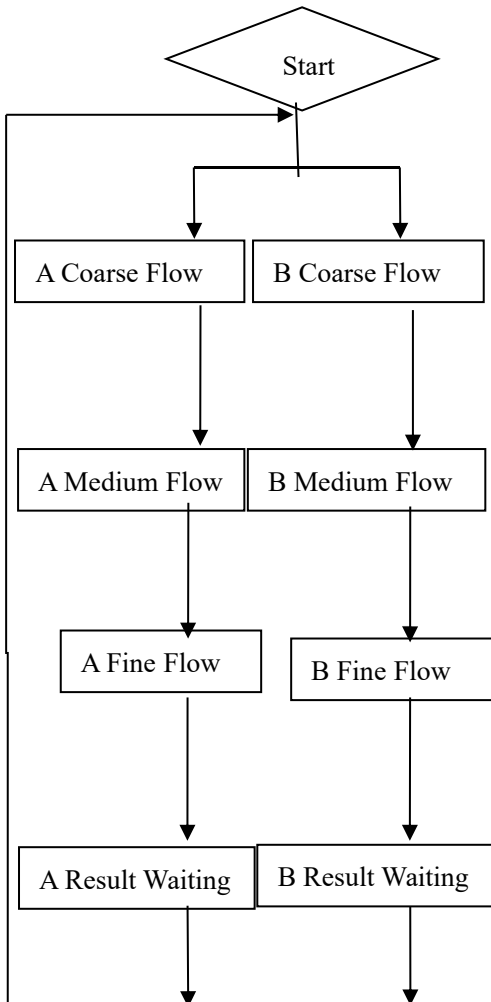 Start
A Coarse Flow
B Coarse Flow
A Medium Flow
B Medium Flow
A Fine Flow
B Fine Flow
A Result Waiting
B Result Waiting